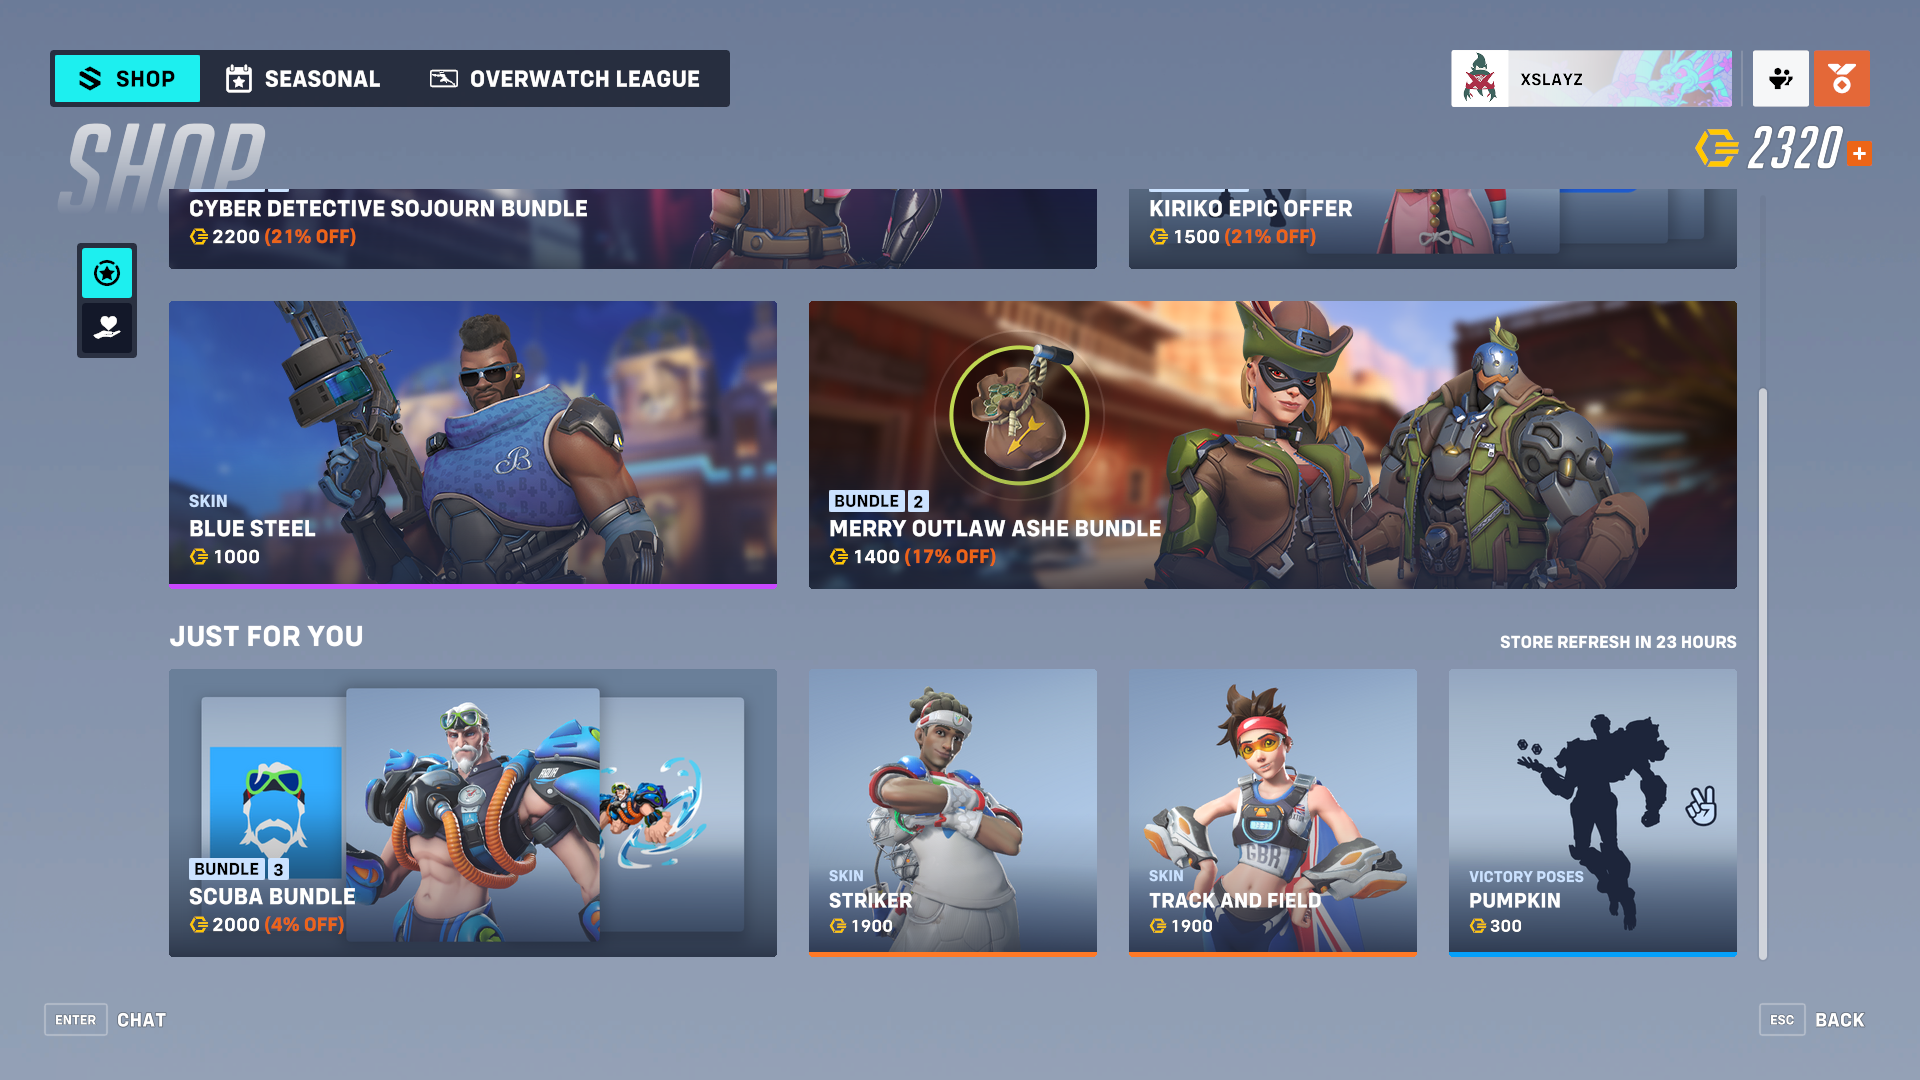 SHOP
SEASONAL
OVERWATCH LEAGUE
XSLAYZ
SHOP
2320
CYBER DETECTIVE SOJOURN BUNDLE
2200 (21% OFF)
KIRIKO EPIC OFFER
1500 (21% OFF)
B
SKIN
BLUE STEEL
1000
BUNDLE 2
MERRY OUTLAW ASHE BUNDLE
1400 (17% OFF)
JUST FOR YOU
STORE REFRESH IN 23 HOURS
BUNDLE 3
SCUBA BUNDLE
2000 (4% OFF)
SKIN
STRIKER
1900
GBR
SKIN
TRACK AND FIELD
1900
VICTORY POSES
PUMPKIN
300
ENTER CHAT
ESC BACK